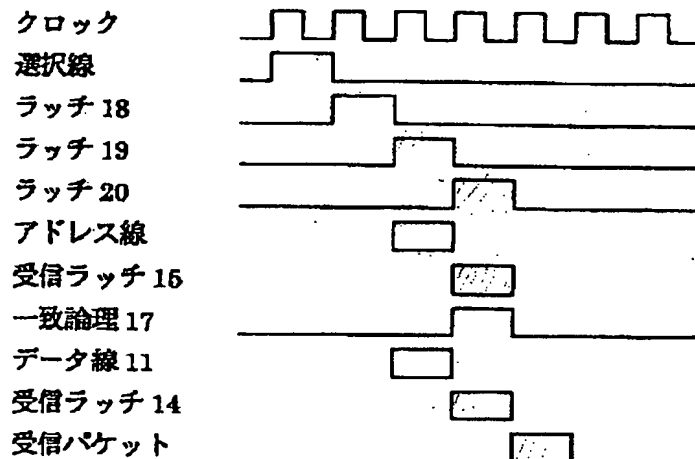 クロック
選択線
ラッチ 18
ラッチ 19
ラッチ 20
アドレス線
受信ラッチ 15
一致論理 17
データ線 11
受信ラッチ 14
受信パケット